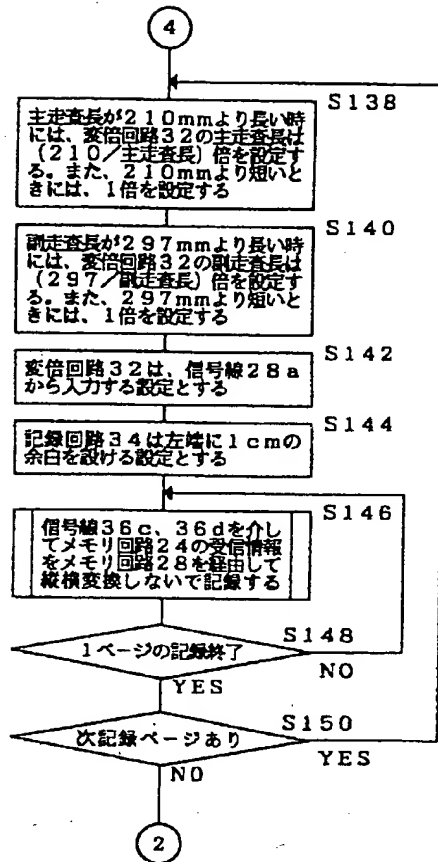 4
S138
主走査長が210mmより長い時
には、変倍回路32の主走査長は
(210/主走査長)倍を設定す
る。また、210mmより短いと
きには、1倍を設定する
S140
副走査長が297mmより長い時
には、変倍回路32の副走査長は
(297/副走査長)倍を設定す
る。また、297mmより短いと
きには、1倍を設定する
S142
変倍回路32は、信号線28a
から入力する設定とする
S144
記録回路34は左端に1cmの
余白を設ける設定とする
S146
信号線36c、36dを介し
てメモリ回路24の受信情報
をメモリ回路28を経由して
縦横変換しないで記録する
S148
1ページの記録終了
NO
YES
S150
次記録ページあり
YES
NO
2